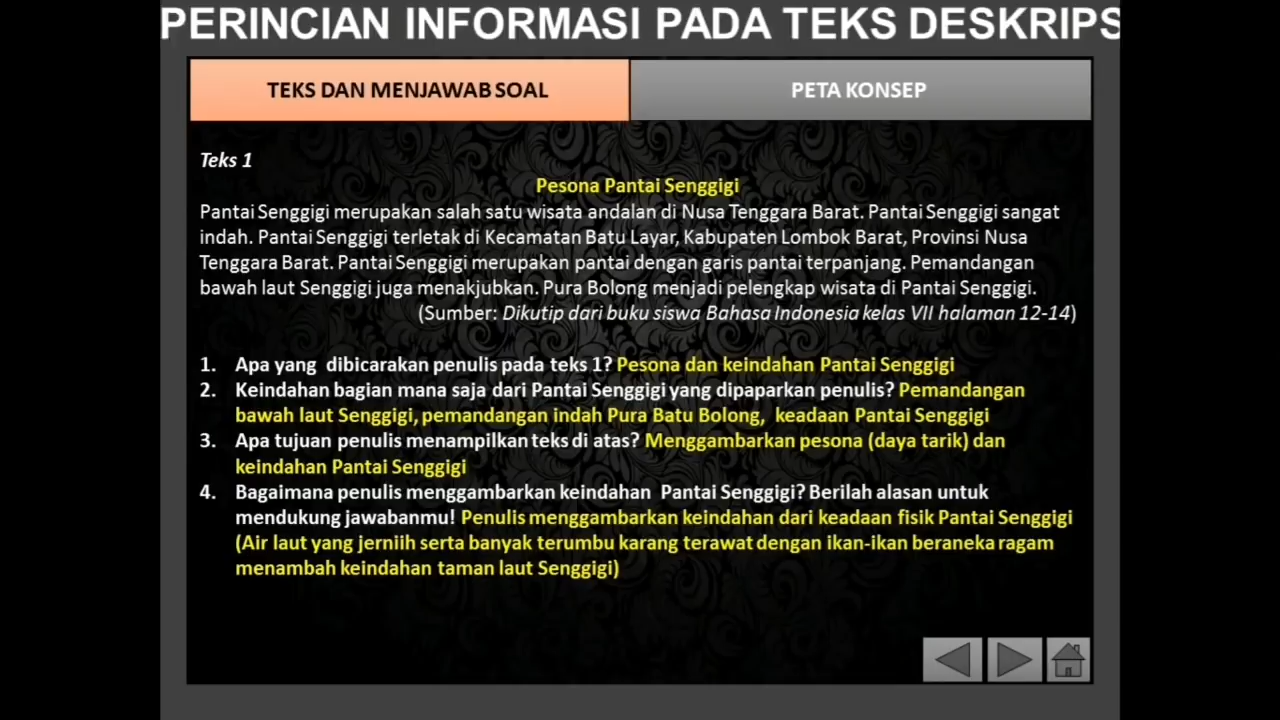 PERINCIAN INFORMASI PADA TEKS DESKRIPS
TEKS DAN MENJAWAB SOAL
PETA KONSEP
Teks 1
Pesona Pantai Senggigi
Pantai Senggigi merupakan salah satu wisata andalan di Nusa Tenggara Barat. Pantai Senggigi sangat
indah. Pantai Senggigi terletak di Kecamatan Batu Layar, Kabupaten Lombok Barat, Provinsi Nusa
Tenggara Barat. Pantai Senggigi merupakan pantai dengan garis pantai terpanjang. Pemandangan
bawah laut Senggigi juga menakjubkan. Pura Bolong menjadi pelengkap wisata di Pantai Senggigi.
(Sumber: Dikutip dari buku siswa Bahasa Indonesia kelas VII halaman 12-14)
1. Apa yang dibicarakan penulis pada teks 1? Pesona dan keindahan Pantai Senggigi
2. Keindahan bagian mana saja dari Pantai Senggigi yang dipaparkan penulis? Pemandangan
bawah laut Senggigi, pemandangan indah Pura Batu Bolong, keadaan Pantai Senggigi
3. Apa tujuan penulis menampilkan teks di atas? Menggambarkan pesona (daya tarik) dan
keindahan Pantai Senggigi
4. Bagaimana penulis menggambarkan keindahan Pantai Senggigi? Berilah alasan untuk
mendukung jawabanmu! Penulis menggambarkan keindahan dari keadaan fisik Pantai Senggigi
(Air laut yang jerniih serta banyak terumbu karang terawat dengan ikan-ikan beraneka ragam
menambah keindahan taman laut Senggigi)